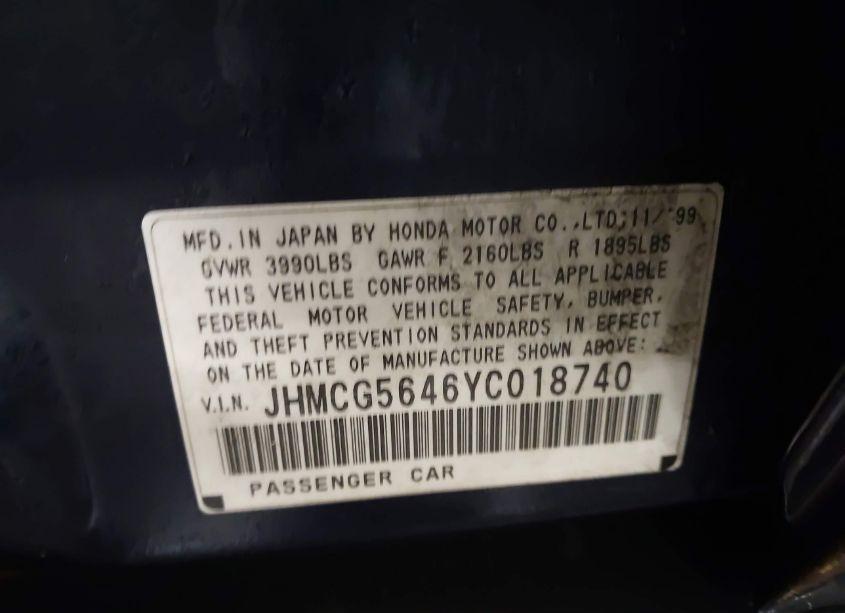 MFD. IN JAPAN BY HONDA MOTOR CO.,LTD; 11/'99
GVWR 3990LBS GAWR F 2160LBS R 1895LBS
THIS VEHICLE CONFORMS TO ALL APPLICABLE
FEDERAL MOTOR VEHICLE SAFETY, BUMPER,
AND THEFT PREVENTION STANDARDS IN EFFECT
ON THE DATE OF MANUFACTURE SHOWN ABOVE:
V.I.N. JHMCG5646YC018740
PASSENGER CAR